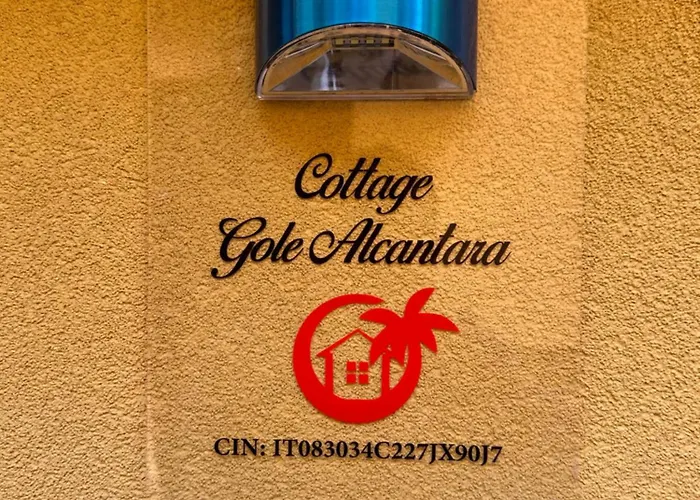 Cottage
Gole Alcantara
CIN: IT083034C227JX90J7